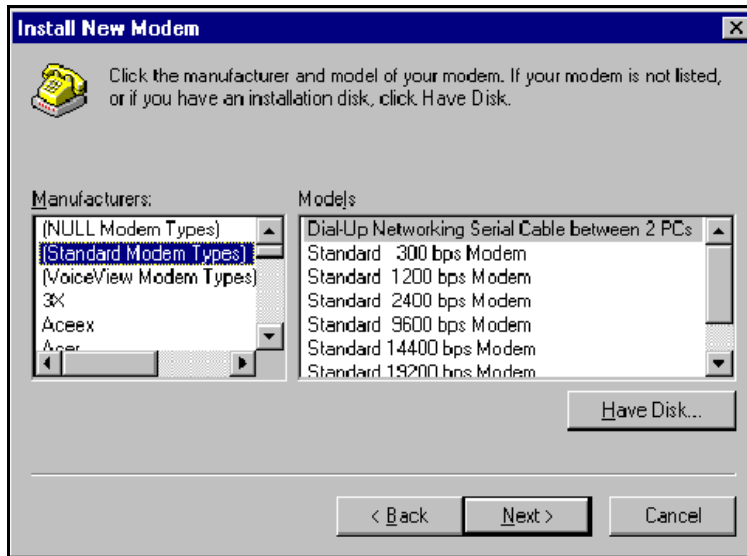 Install New Modem
Click the manufacturer and model of your modem. If your modem is not listed,
or if you have an installation disk, click Have Disk.
Manufacturers:
(NULL Modem Types)
(Standard Modem Types)
(VoiceView Modem Types)
3X
Aceex
Acer
Models
Dial-Up Networking Serial Cable between 2 PCs
Standard 300 bps Modem
Standard 1200 bps Modem
Standard 2400 bps Modem
Standard 9600 bps Modem
Standard 14400 bps Modem
Standard 19200 bps Modem
Have Disk...
< Back
Next >
Cancel